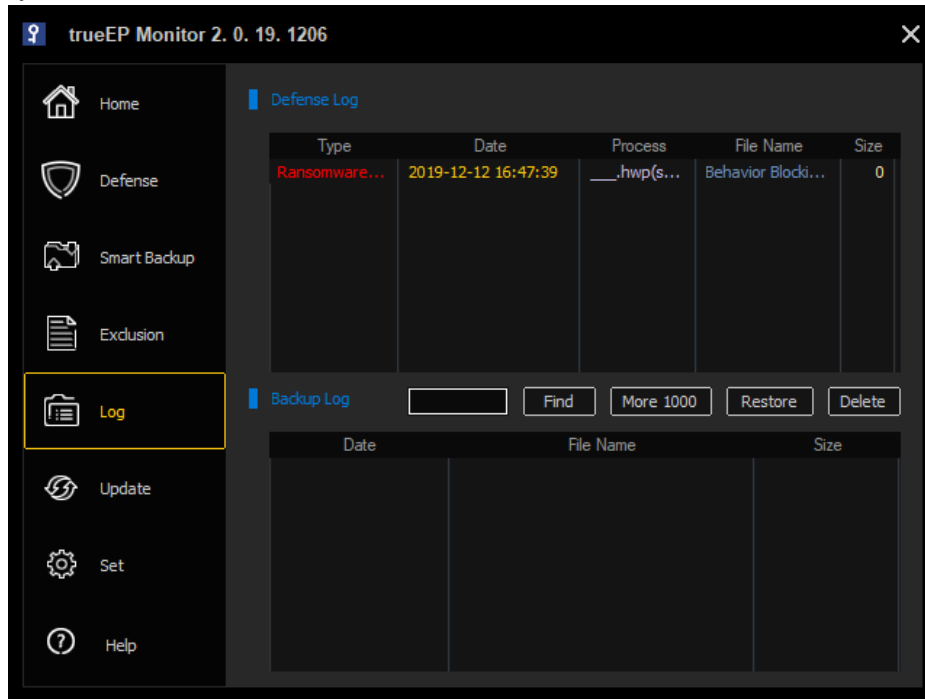 trueEP Monitor 2. 0. 19. 1206
Home
Defense
Smart Backup
Exclusion
Log
Update
Set
Help
Defense Log
Type Date Process File Name Size
Ransomware... 2019-12-12 16:47:39 ___.hwp(s... Behavior Blocki... 0
Backup Log Find More 1000 Restore Delete
Date File Name Size